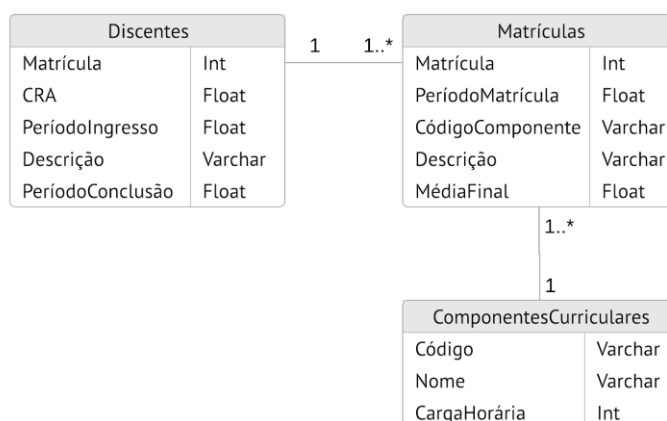 Discentes
Matrícula Int
CRA Float
PeríodoIngresso Float
Descrição Varchar
PeríodoConclusão Float
1 1..*
Matrículas
Matrícula Int
PeríodoMatrícula Float
CódigoComponente Varchar
Descrição Varchar
MédiaFinal Float
1..*
1
ComponentesCurriculares
Código Varchar
Nome Varchar
CargaHorária Int